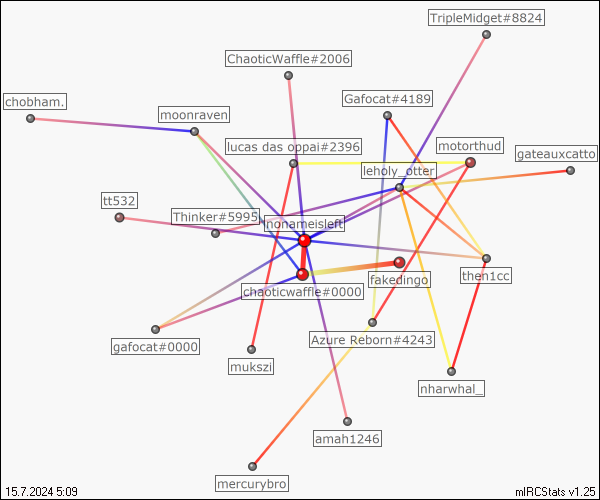 TripleMidget#8824
ChaoticWaffle#2006
chobham.
Gafocat#4189
moonraven
lucas das oppai#2396
motorthud
gateauxcatto
leholy_otter
tt532
Thinker#5995
nonameisleft
then1cc
fakedingo
chaoticwaffle#0000
gafocat#0000
Azure Reborn#4243
mukszi
nharwhal_
amah1246
mercurybro
15.7.2024 5:09
mIRCStats v1.25